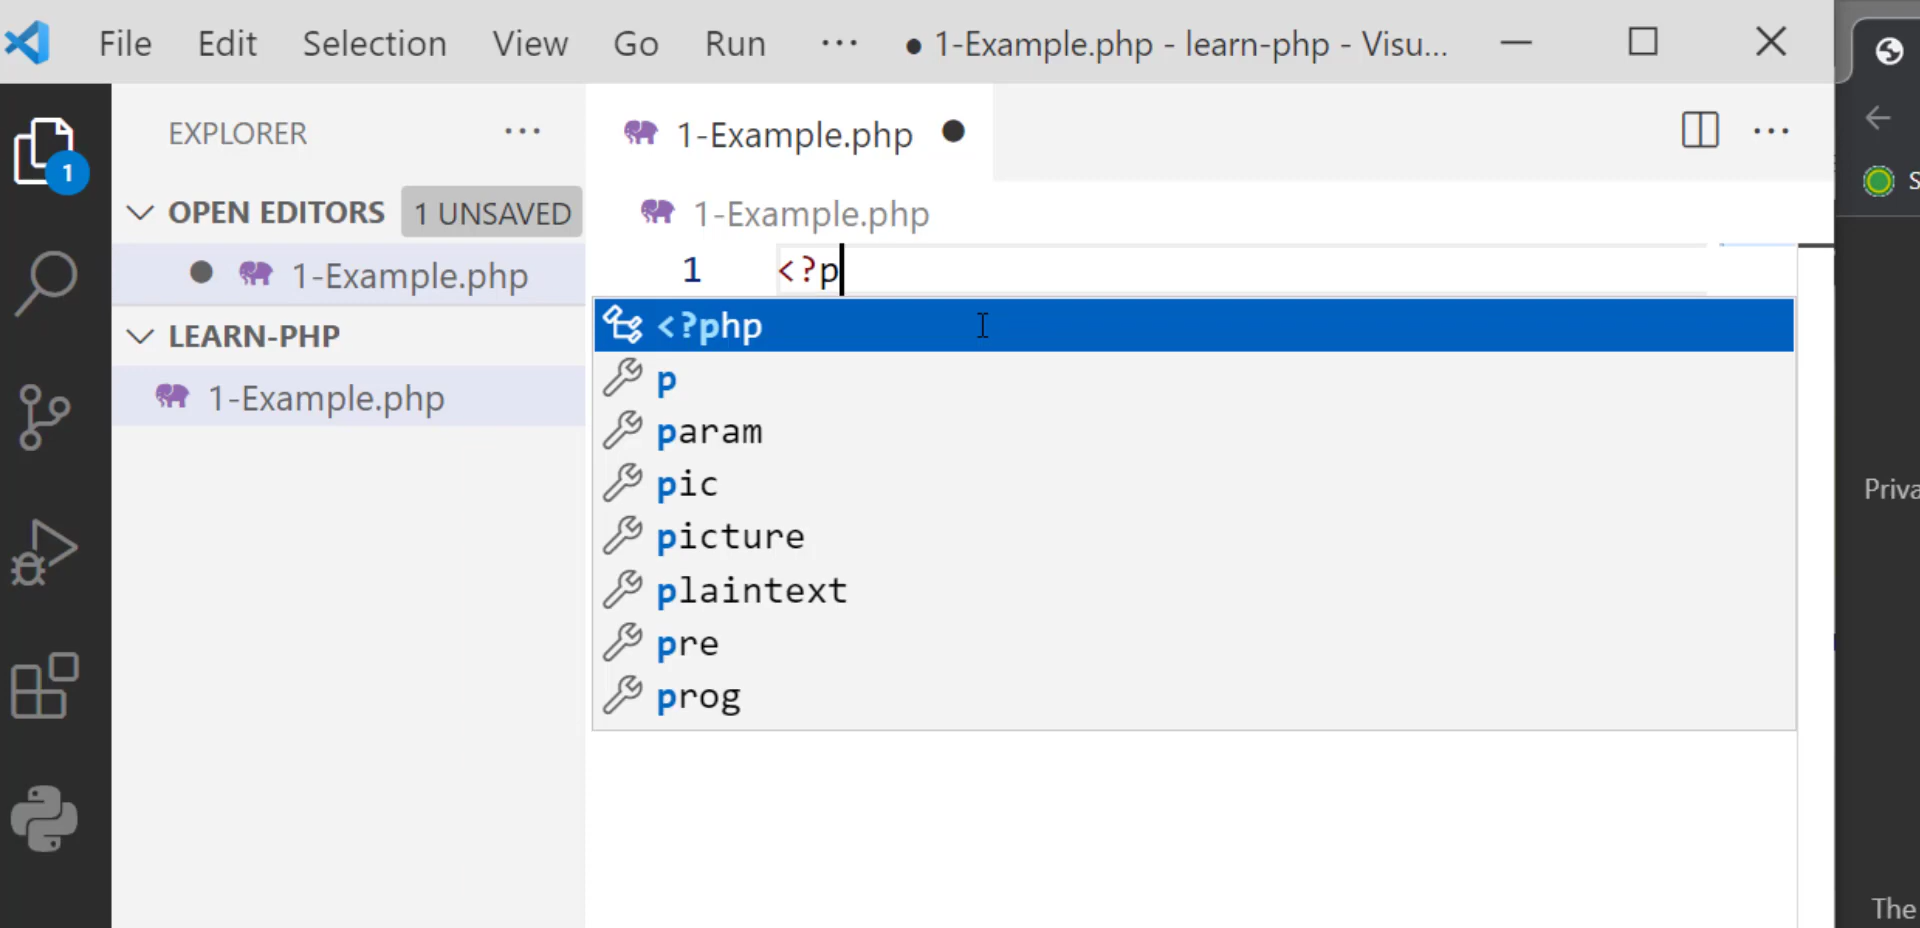 File Edit Selection View Go Run ··· ● 1-Example.php - learn-php - Visu...
EXPLORER ···
OPEN EDITORS 1 UNSAVED
● 1-Example.php
LEARN-PHP
1-Example.php
1
1-Example.php ●
1-Example.php
1 <?p
<?php
p
param
pic
picture
plaintext
pre
prog
S
Priva
The